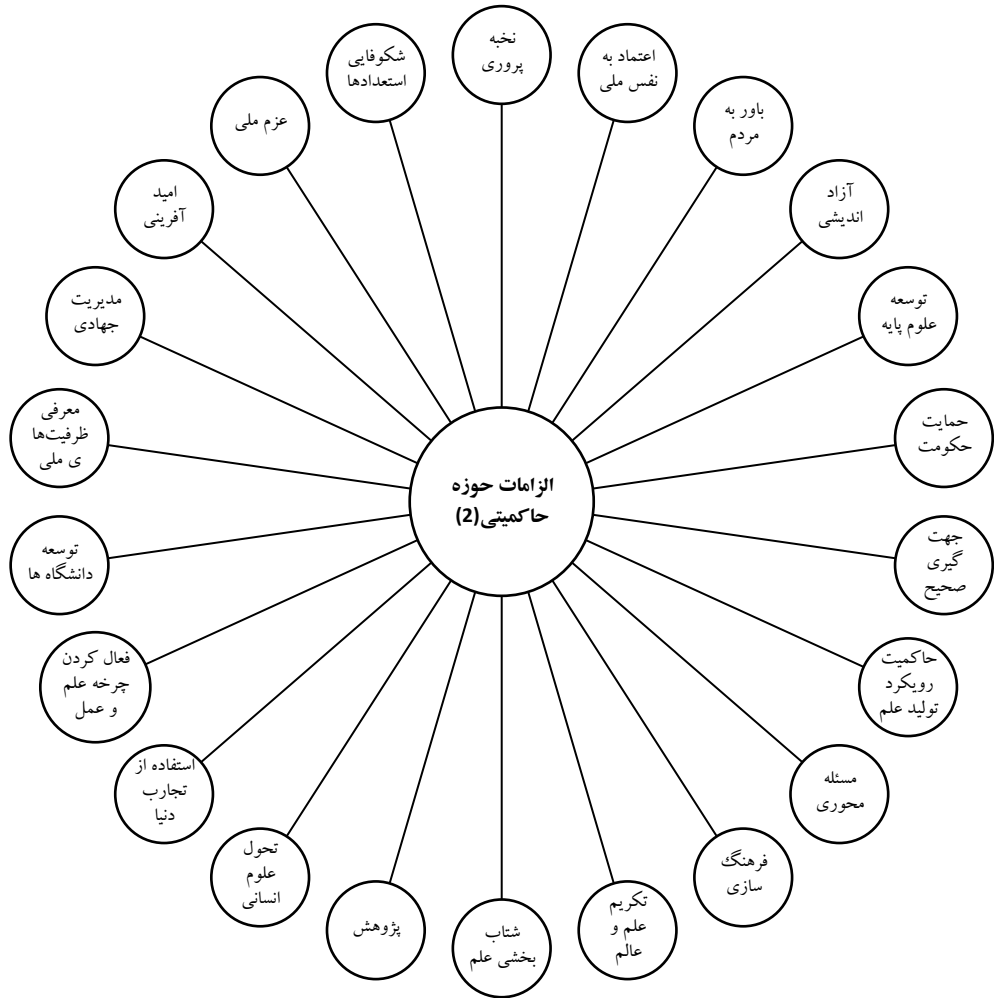 نخبه
پروری
اعتماد به
نفس ملی
باور به
مردم
آزاد
اندیشی
توسعه
علوم پایه
حمایت
حکومت
جهت
گیری
صحیح
حاکمیت
رویکرد
تولید علم
مسئله
محوری
فرهنگ
سازی
تکریم
علم و
عالم
شتاب
بخشی علم
پژوهش
تحول
علوم
انسانی
استفاده از
تجارب
دنیا
فعال کردن
چرخه علم
و عمل
توسعه
دانشگاه ها
معرفی
ظرفیت‌ها
ی ملی
مدیریت
جهادی
امید
آفرینی
عزم ملی
شکوفایی
استعدادها
الزامات حوزه
حاکمیتی(2)